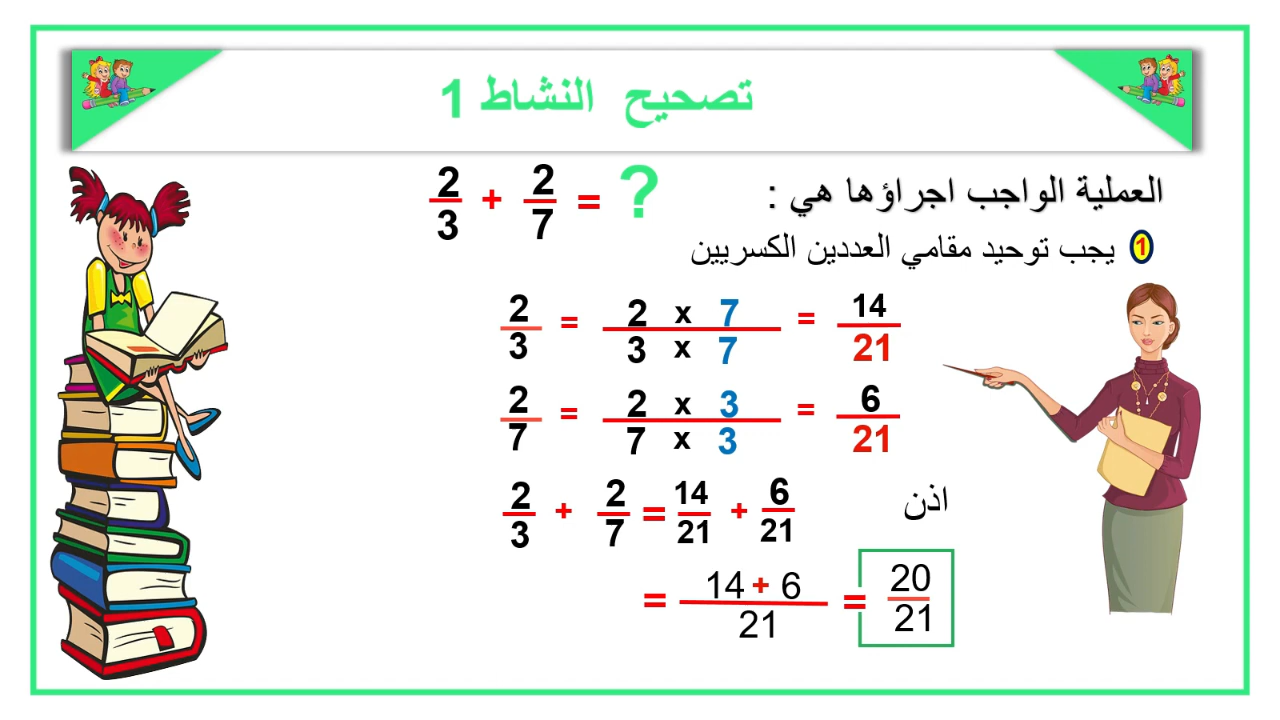 تصحيح النشاط 1
العملية الواجب اجراؤها هي :
2/3 + 2/7 = ?
1 يجب توحيد مقامي العددين الكسريين
2/3 = 2 x 7 / 3 x 7 = 14/21
2/7 = 2 x 3 / 7 x 3 = 6/21
اذن
2/3 + 2/7 = 14/21 + 6/21
= 14 + 6 / 21 = 20/21